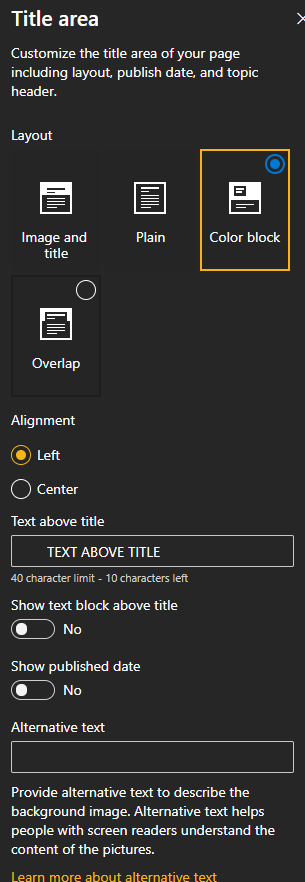 Title area
Customize the title area of your page
including layout, publish date, and topic
header.
Layout
Image and
title
Plain
Color block
Overlap
Alignment
Left
Center
Text above title
TEXT ABOVE TITLE
40 character limit - 10 characters left
Show text block above title
No
Show published date
No
Alternative text
Provide alternative text to describe the
background image. Alternative text helps
people with screen readers understand the
content of the pictures.
Learn more about alternative text